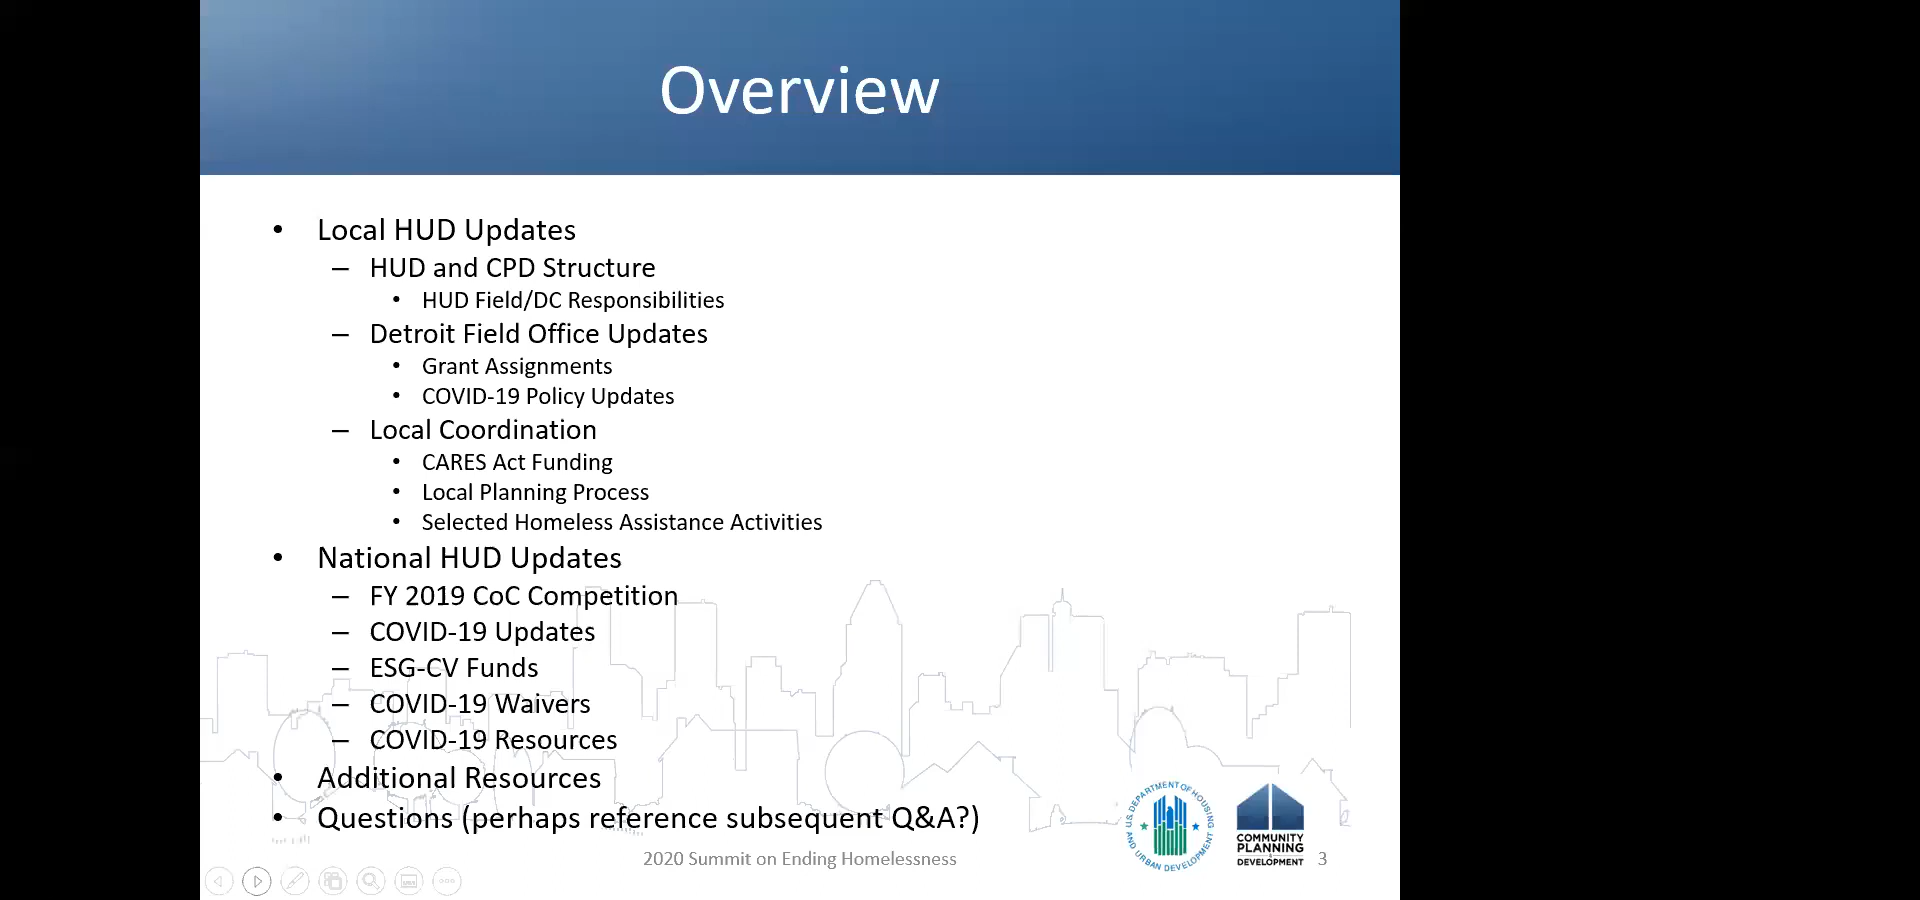 Overview
• Local HUD Updates
– HUD and CPD Structure
• HUD Field/DC Responsibilities
– Detroit Field Office Updates
• Grant Assignments
• COVID-19 Policy Updates
– Local Coordination
• CARES Act Funding
• Local Planning Process
• Selected Homeless Assistance Activities
• National HUD Updates
– FY 2019 CoC Competition
– COVID-19 Updates
– ESG-CV Funds
– COVID-19 Waivers
– COVID-19 Resources
• Additional Resources
• Questions (perhaps reference subsequent Q&A?)
2020 Summit on Ending Homelessness
U.S. DEPARTMENT OF HOUSING AND URBAN DEVELOPMENT
COMMUNITY
PLANNING
DEVELOPMENT
3